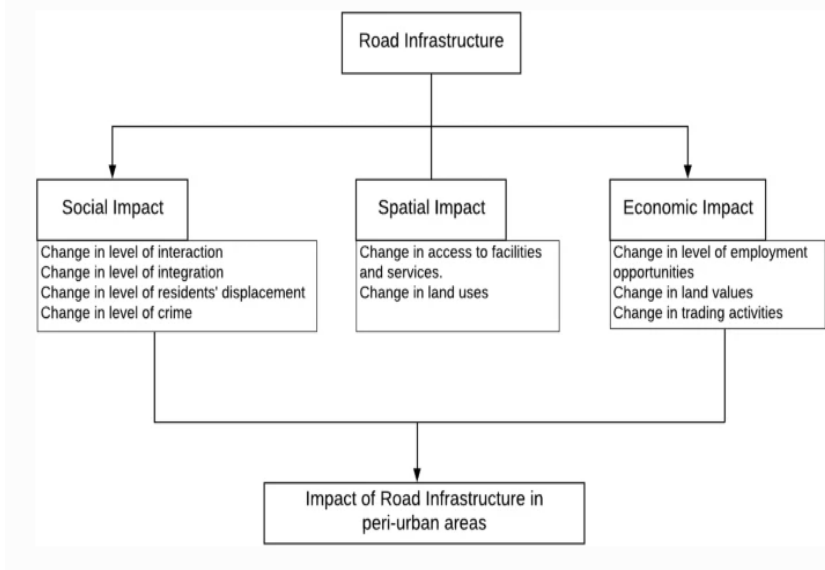 Road Infrastructure
Social Impact
Change in level of interaction
Change in level of integration
Change in level of residents' displacement
Change in level of crime
Spatial Impact
Change in access to facilities
and services.
Change in land uses
Economic Impact
Change in level of employment
opportunities
Change in land values
Change in trading activities
Impact of Road Infrastructure in
peri-urban areas